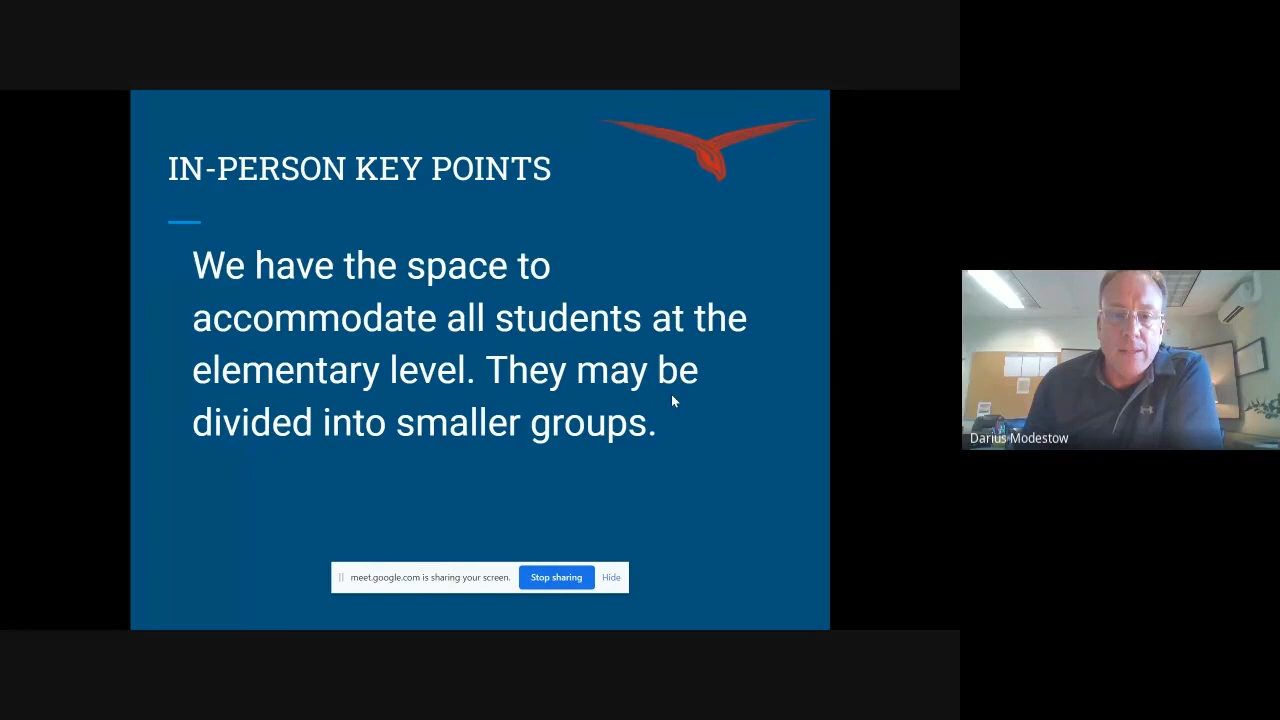 IN-PERSON KEY POINTS
We have the space to
accommodate all students at the
elementary level. They may be
divided into smaller groups.
meet.google.com is sharing your screen. Stop sharing Hide
Darius Modestow